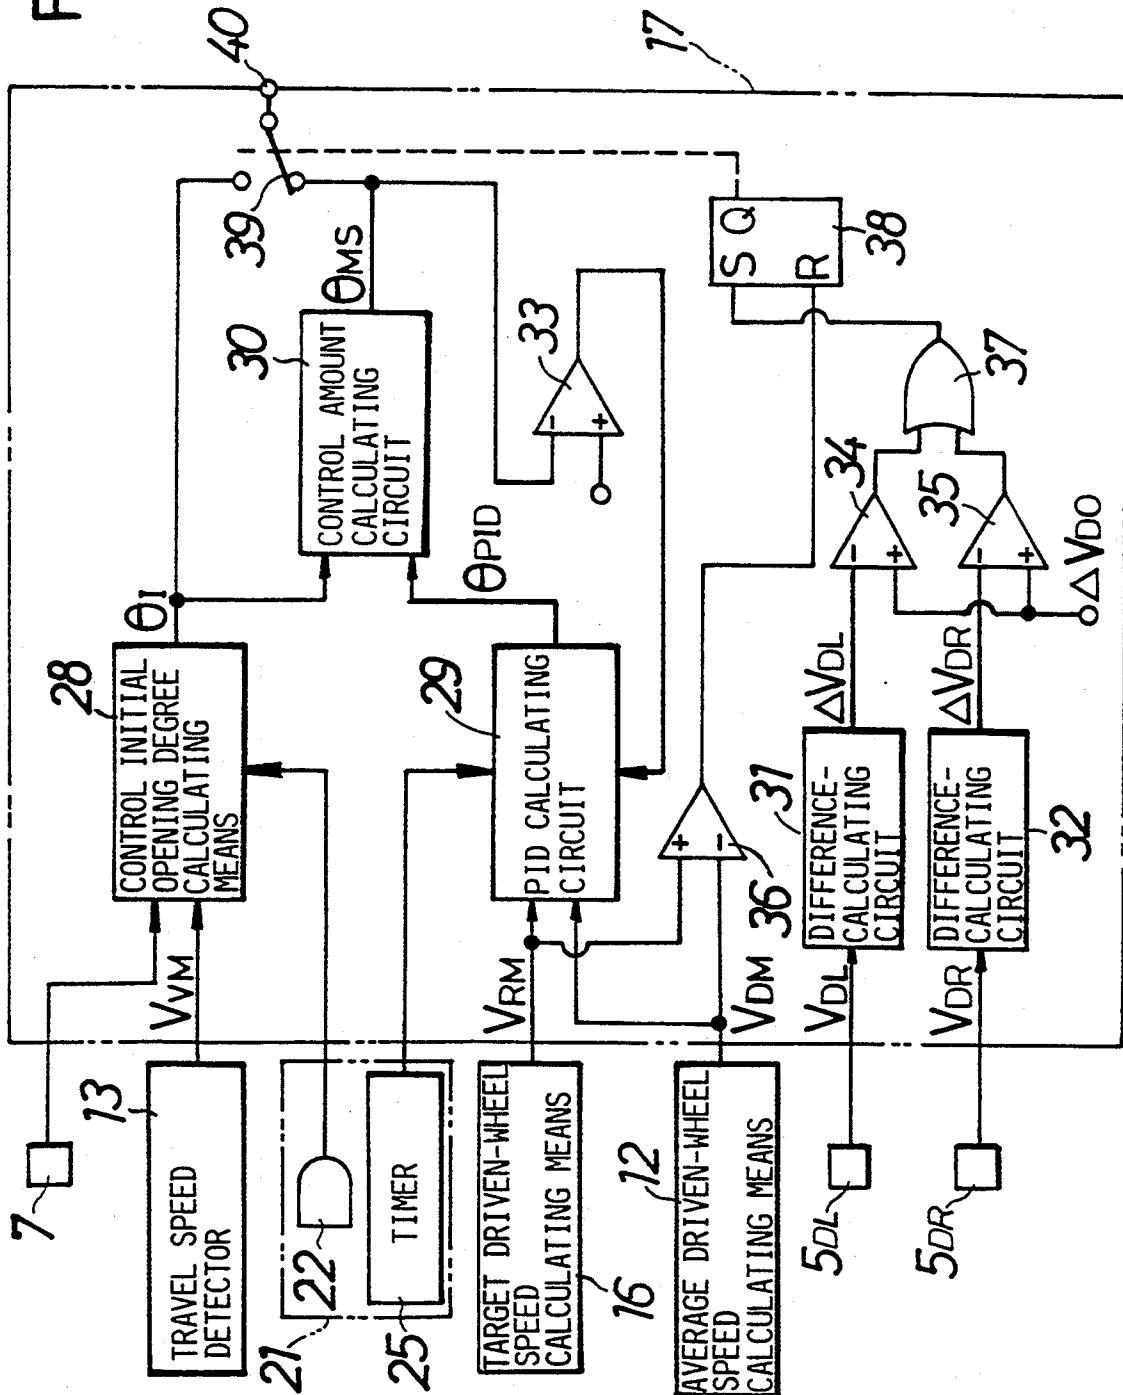 F
7
13
TRAVEL SPEED
DETECTOR
21
22
TIMER
25
TARGET DRIVEN-WHEEL
SPEED
CALCULATING MEANS
16
12
AVERAGE DRIVEN-WHEEL
SPEED
CALCULATING MEANS
5DL
5DR
VVM
VRM
VDM
VDL
VDR
28
CONTROL INITIAL
OPENING DEGREE
CALCULATING
MEANS
29
PID CALCULATING
CIRCUIT
36
+
−
31
DIFFERENCE-
CALCULATING
CIRCUIT
DIFFERENCE-
CALCULATING
CIRCUIT
32
θI
θPID
ΔVDL
ΔVDR
ΔVDO
30
CONTROL AMOUNT
CALCULATING
CIRCUIT
θMS
33
−
+
34
−
+
35
−
+
37
S Q
R
38
39
40
17